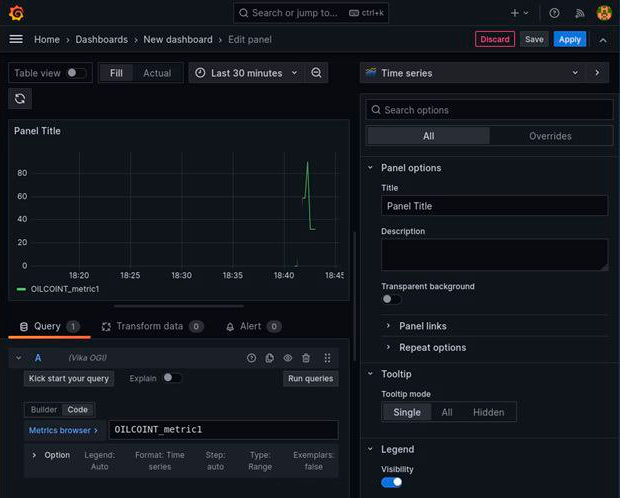 Search or jump to... ctrl+k
Home > Dashboards > New dashboard > Edit panel Discard Save Apply
Table view Fill Actual Last 30 minutes Time series
Search options
All Overrides
Panel Title
80
60
40
20
0
18:20 18:25 18:30 18:35 18:40 18:45
OILCOINT_metric1
Panel options
Title
Panel Title
Description
Transparent background
Panel links
Repeat options
Query 1 Transform data 0 Alert 0
A (Vika OGI)
Kick start your query Explain Run queries
Builder Code
Metrics browser > OILCOINT_metric1
Option Legend: Auto Format: Time series Step: auto Type: Range Exemplars: false
Tooltip
Tooltip mode
Single All Hidden
Legend
Visibility